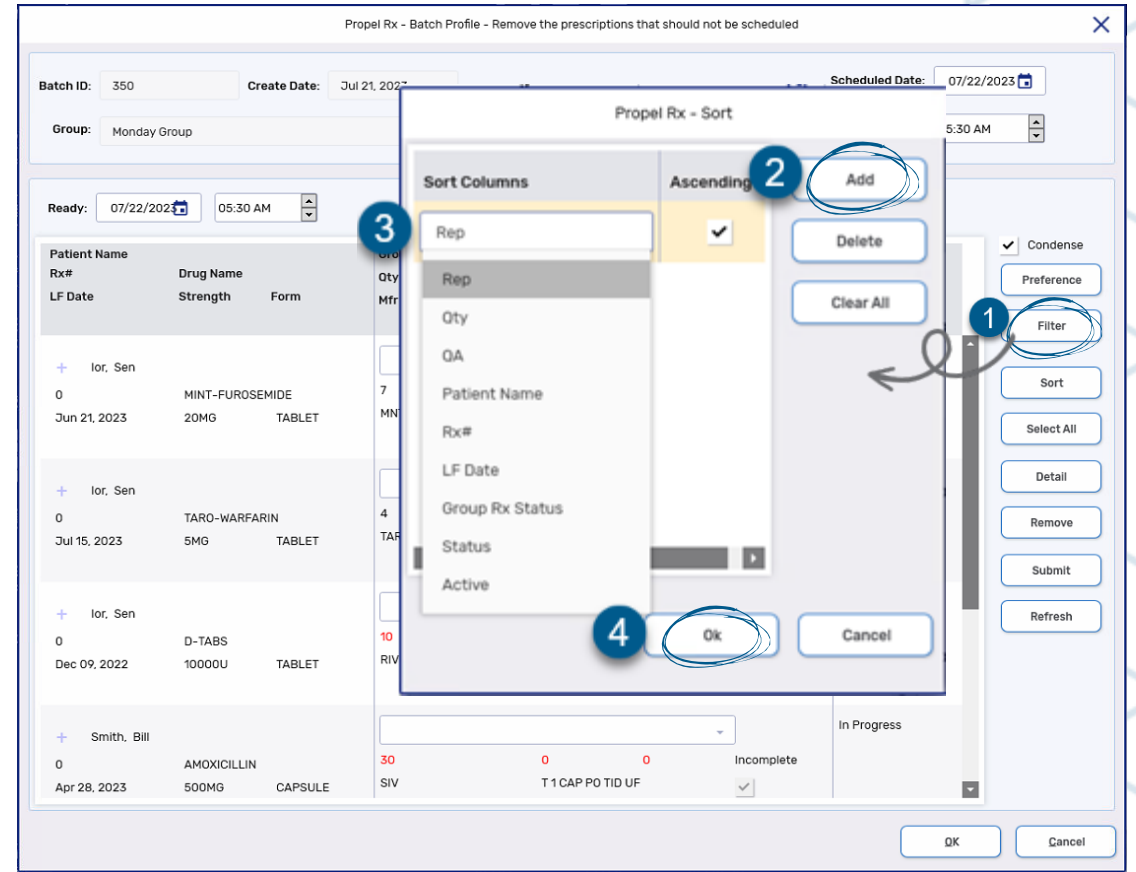 Propel Rx - Batch Profile - Remove the prescriptions that should not be scheduled
Batch ID: 350 Create Date: Jul 21, 2023 Scheduled Date: 07/22/2023
Group: Monday Group 5:30 AM
Ready: 07/22/2023 05:30 AM
Patient Name
Rx# Drug Name Qty
LF Date Strength Form Mfr
+ Ior, Sen
0 MINT-FUROSEMIDE 7
Jun 21, 2023 20MG TABLET
+ Ior, Sen
0 TARO-WARFARIN 4
Jul 15, 2023 5MG TABLET
+ Ior, Sen
0 D-TABS 10
Dec 09, 2022 10000U TABLET RIV
+ Smith, Bill In Progress
0 AMOXICILLIN 30 0 0 Incomplete
Apr 28, 2023 500MG CAPSULE SIV T 1 CAP PO TID UF
Propel Rx - Sort
Sort Columns Ascending
2 Add
3 Rep
Delete
Clear All
Rep
Qty
QA
Patient Name
Rx#
LF Date
Group Rx Status
Status
Active
4 Ok Cancel
Condense
Preference
1 Filter
Sort
Select All
Detail
Remove
Submit
Refresh
OK Cancel